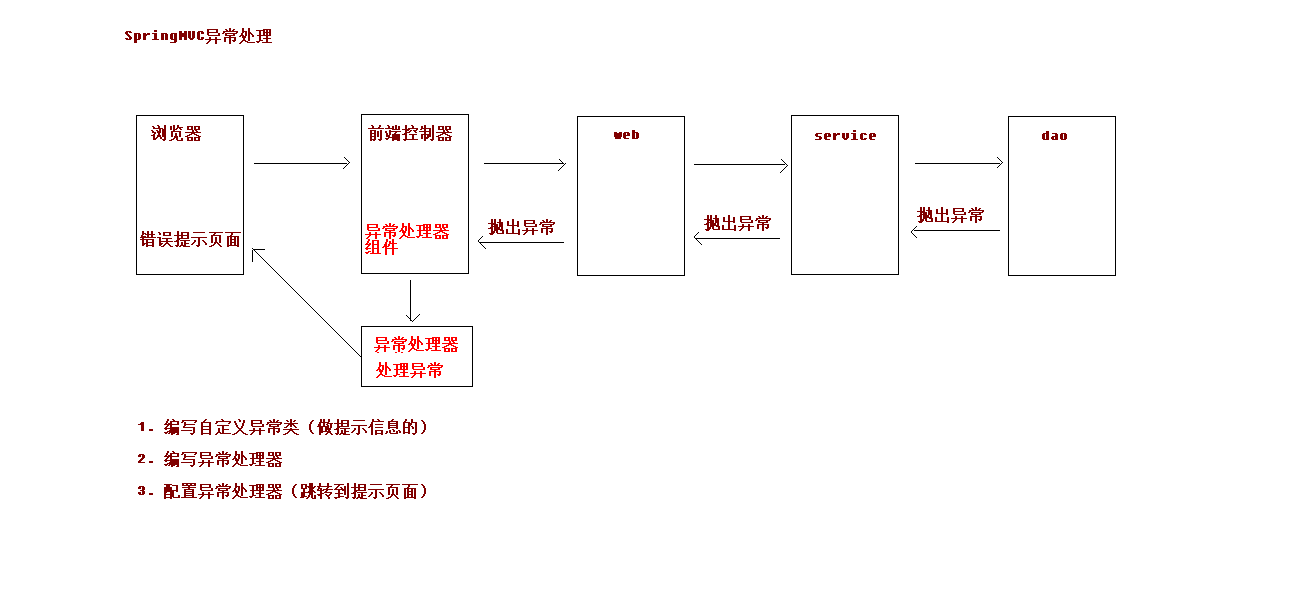 SpringMVC异常处理
浏览器
前端控制器
web
service
dao
错误提示页面
异常处理器
组件
抛出异常
抛出异常
抛出异常
异常处理器
处理异常
1. 编写自定义异常类（做提示信息的）
2. 编写异常处理器
3. 配置异常处理器（跳转到提示页面）